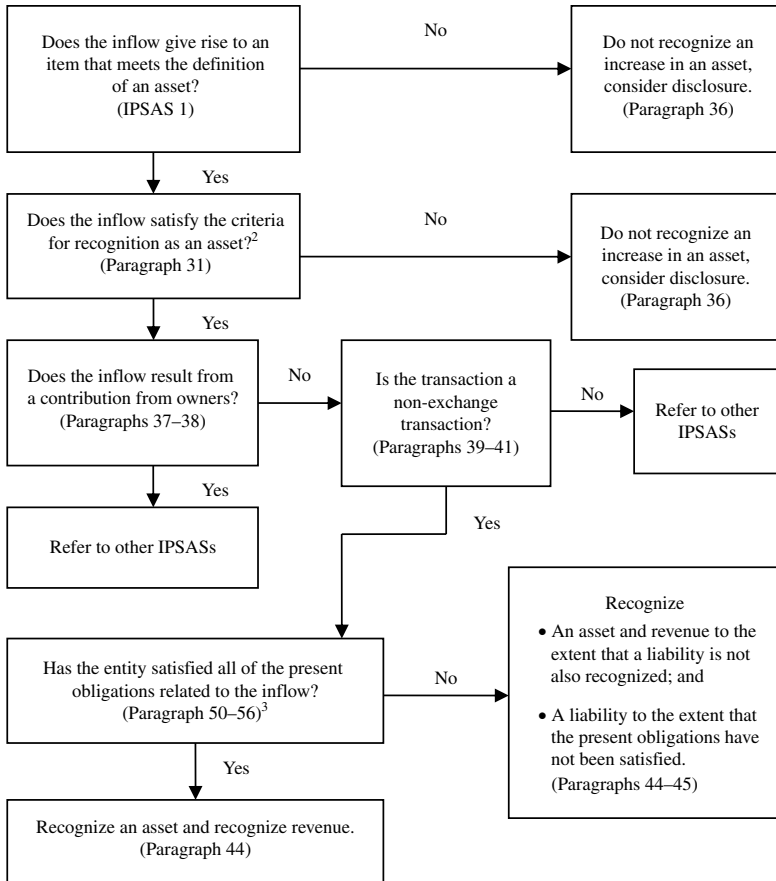 Does the inflow give rise to an
item that meets the definition
of an asset?
(IPSAS 1)
No
Do not recognize an
increase in an asset,
consider disclosure.
(Paragraph 36)
Yes
Does the inflow satisfy the criteria
for recognition as an asset?2
(Paragraph 31)
No
Do not recognize an
increase in an asset,
consider disclosure.
(Paragraph 36)
Yes
Does the inflow result from
a contribution from owners?
(Paragraphs 37–38)
No
Is the transaction a
non-exchange
transaction?
(Paragraphs 39–41)
No
Refer to other
IPSASs
Yes
Refer to other IPSASs
Yes
Has the entity satisfied all of the present
obligations related to the inflow?
(Paragraph 50–56)3
No
Recognize
• An asset and revenue to the
extent that a liability is not
also recognized; and
• A liability to the extent that
the present obligations have
not been satisfied.
(Paragraphs 44–45)
Yes
Recognize an asset and recognize revenue.
(Paragraph 44)